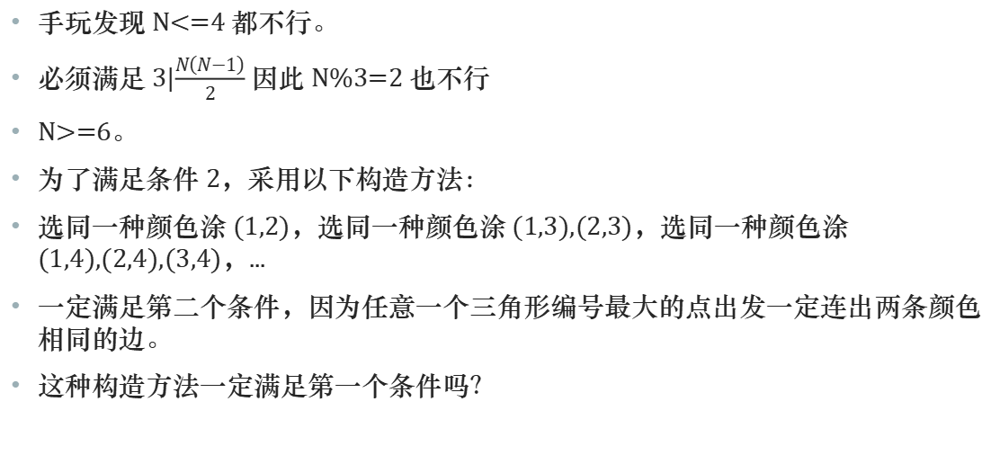 • 手玩发现 N<=4 都不行。
• 必须满足 3|N(N−1)/2 因此 N%3=2 也不行
• N>=6。
• 为了满足条件 2，采用以下构造方法：
• 选同一种颜色涂 (1,2)，选同一种颜色涂 (1,3),(2,3)，选同一种颜色涂
(1,4),(2,4),(3,4)，…
• 一定满足第二个条件，因为任意一个三角形编号最大的点出发一定连出两条颜色
相同的边。
• 这种构造方法一定满足第一个条件吗？